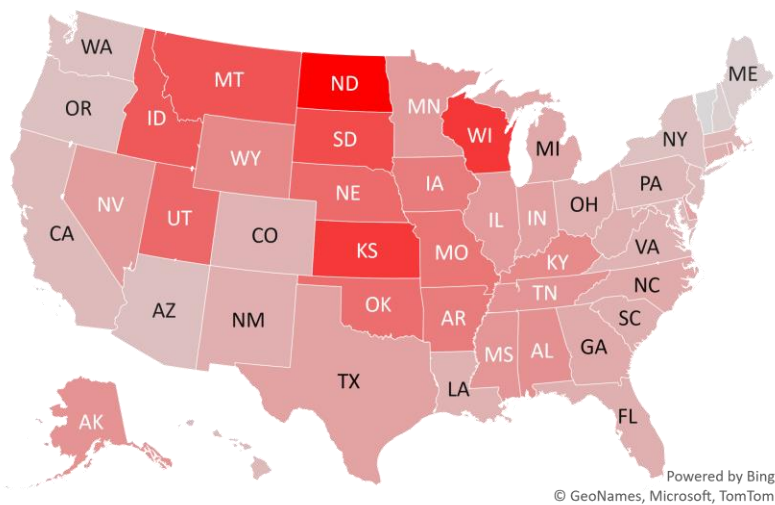 WA
ME
MT
ND
OR
MN
ID
SD
WI
NY
MI
WY
IA
PA
NE
NV
IL
IN
OH
UT
CO
CA
KS
MO
VA
KY
NC
TN
OK
AZ
NM
AR
SC
MS
AL
GA
TX
LA
FL
AK
Powered by Bing
© GeoNames, Microsoft, TomTom